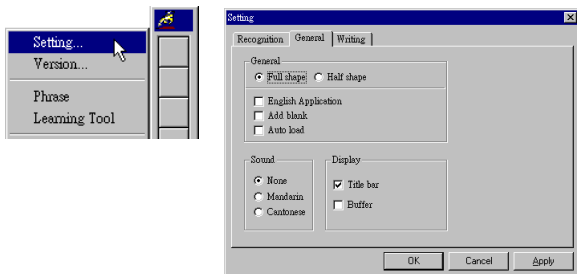 Setting...
Version...
Phrase
Learning Tool
Setting
Recognition General Writing
General
Full shape Half shape
English Application
Add blank
Auto load
Sound
None
Mandarin
Cantonese
Display
Title bar
Buffer
OK Cancel Apply